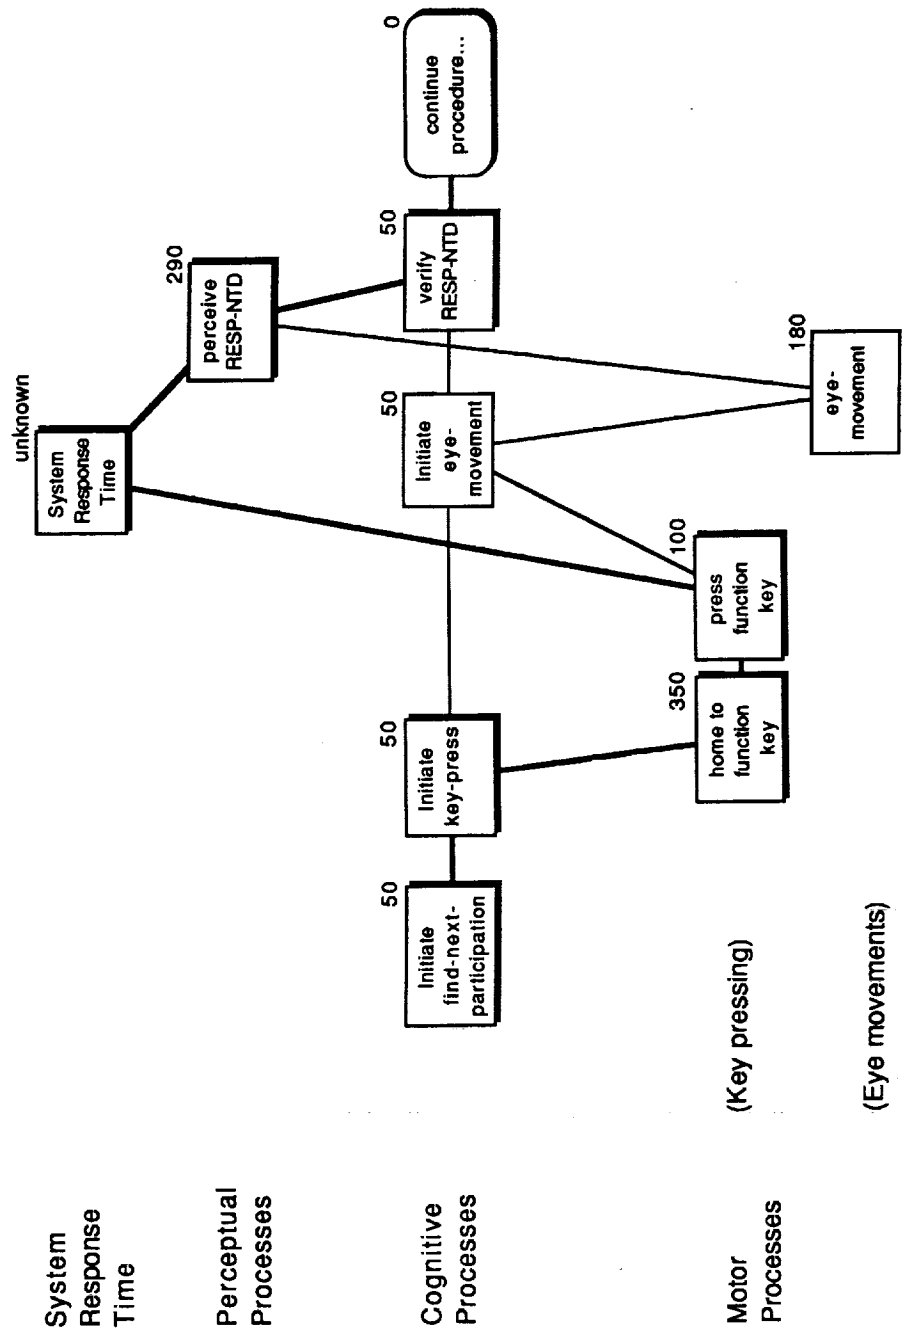 System
Response
Time
unknown
System
Response
Time
Perceptual
Processes
290
perceive
RESP-NTD
Cognitive
Processes
50
Initiate
find-next-
participation
50
Initiate
key-press
50
Initiate
eye-
movement
50
verify
RESP-NTD
0
continue
procedure...
Motor
Processes
(Key pressing)
350
home to
function
key
100
press
function
key
(Eye movements)
180
eye-
movement